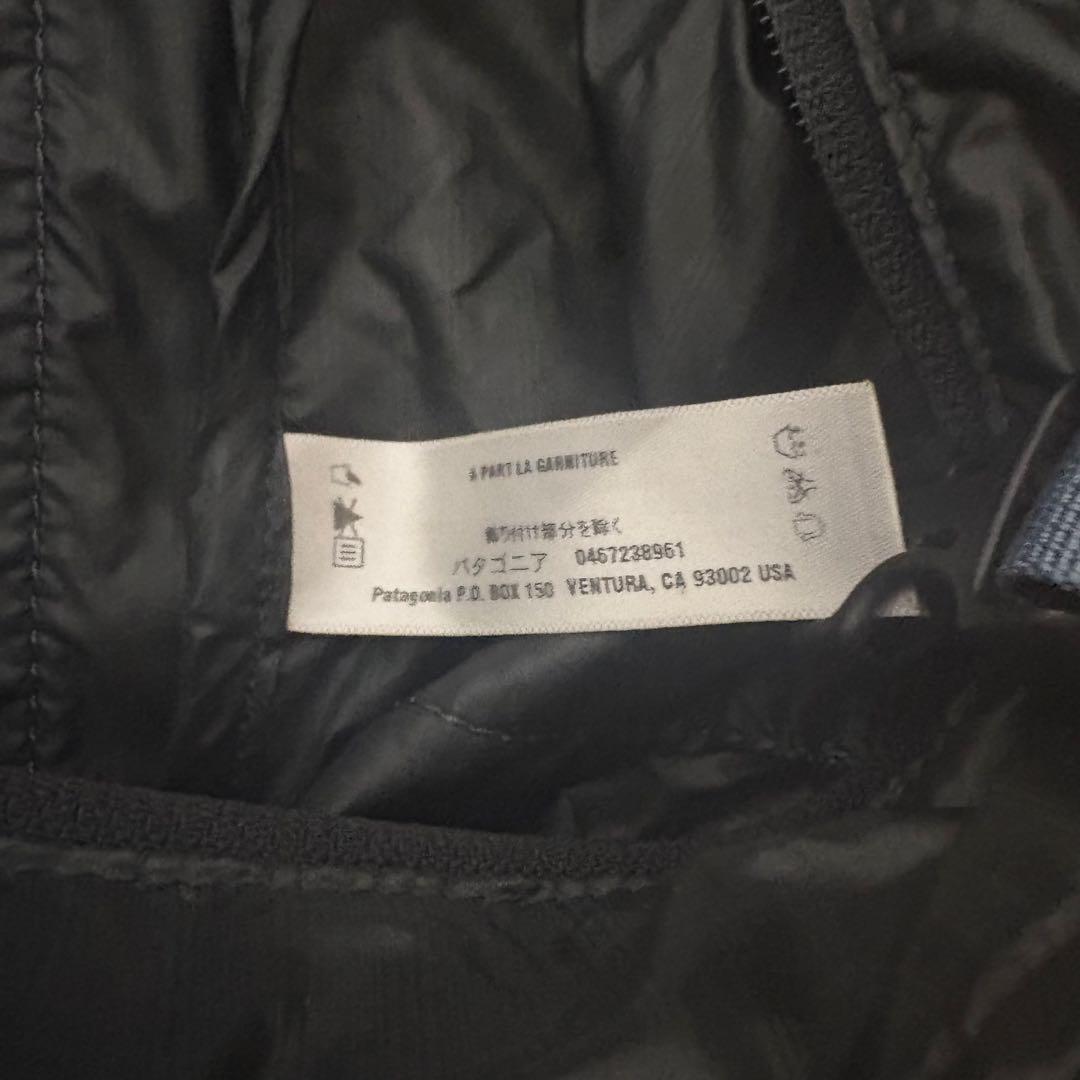 À PART LA GARNITURE
飾り付け部分を除く
パタゴニア 0467238961
Patagonia P.O. BOX 150 VENTURA, CA 93002 USA